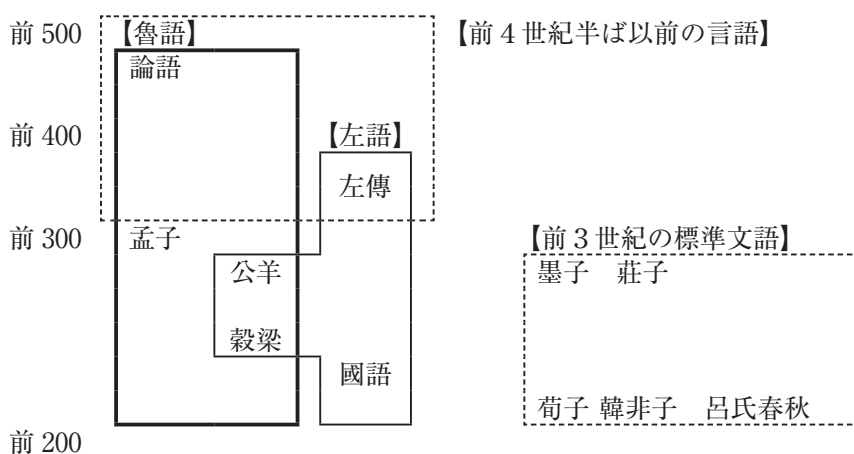 前 500 【魯語】 【前４世紀半ば以前の言語】
論語
前 400 【左語】
左傳
前 300 孟子 【前３世紀の標準文語】
公羊 墨子　莊子
穀梁
國語
荀子 韓非子　呂氏春秋
前 200